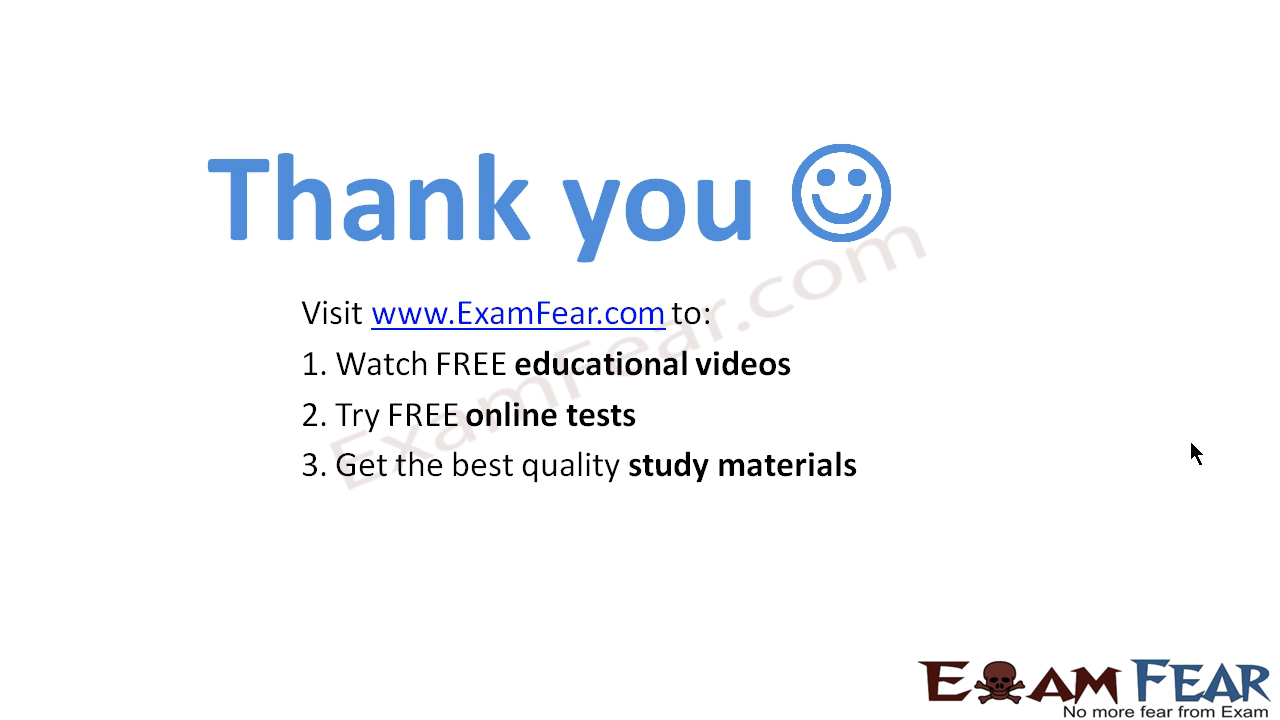 Thank you
Visit www.ExamFear.com to:
1. Watch FREE educational videos
2. Try FREE online tests
3. Get the best quality study materials
ExamFear.com
EXAM FEAR
No more fear from Exam